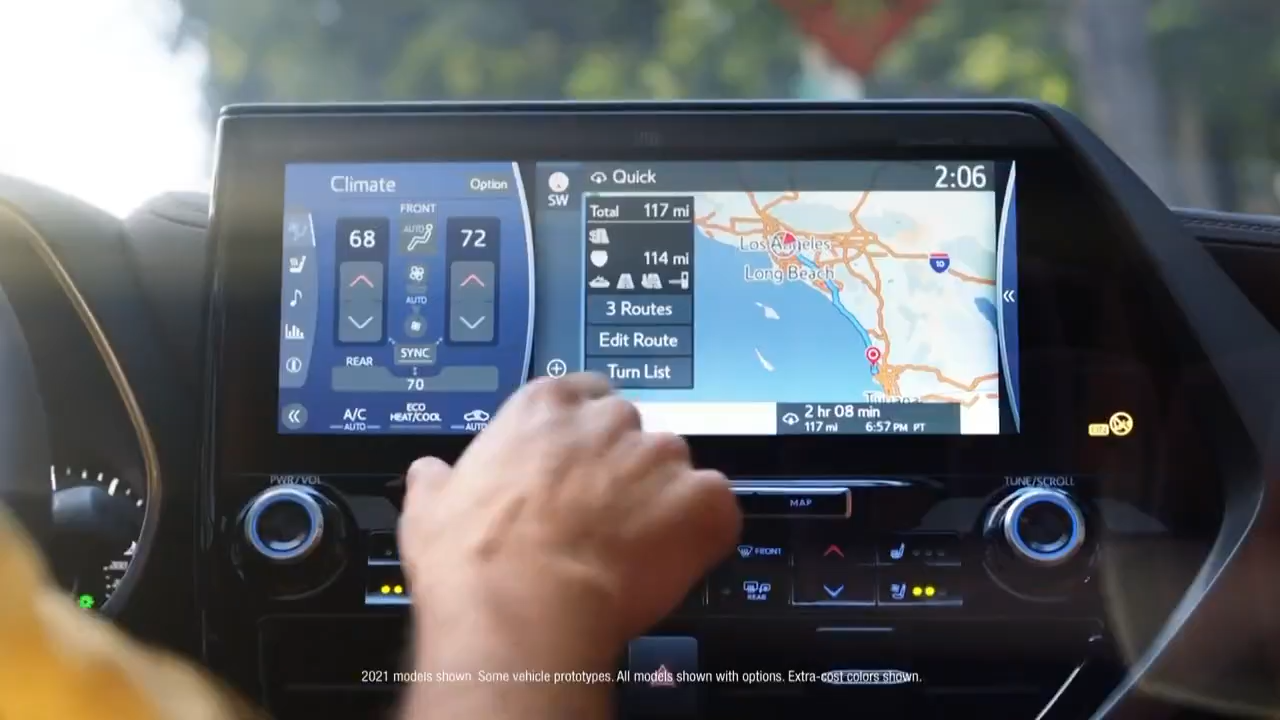 Climate
Option
FRONT
68
AUTO
72
AUTO
SYNC
REAR
70
A/C
AUTO
ECO
HEAT/COOL
AUTO
SW
Quick
2:06
Total 117 mi
114 mi
3 Routes
Edit Route
Turn List
Los Angeles
Long Beach
10
Tijuana
2 hr 08 min
117 mi 6:57 PM PT
PWR/VOL
MAP
TUNE/SCROLL
FRONT
REAR
2021 models shown. Some vehicle prototypes. All models shown with options. Extra-cost colors shown.